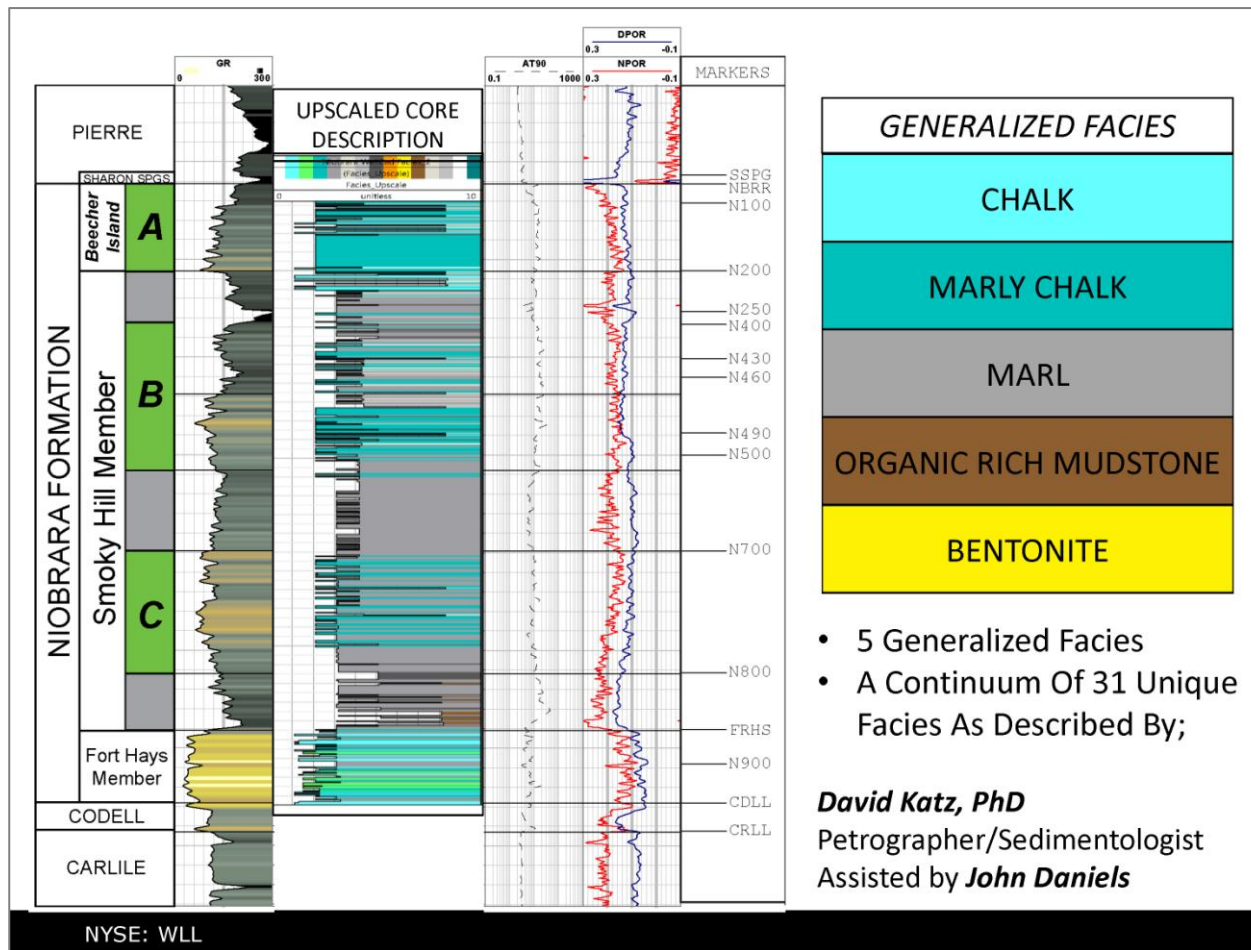 DPOR
0.3 -0.1
GR
0 300
AT90
0.1 1000
NPOR
0.3 -0.1
MARKERS
PIERRE
SHARON SPGS
NIOBRARA FORMATION
Beecher
Island
Smoky Hill Member
A
B
C
Fort Hays
Member
CODELL
CARLILE
UPSCALED CORE
DESCRIPTION
(Facies_Upscale)
Facies_Upscale
0 unitless 10
SSPG
NBRR
N100
N200
N250
N400
N430
N460
N490
N500
N700
N800
FRHS
N900
CDLL
CRLL
GENERALIZED FACIES
CHALK
MARLY CHALK
MARL
ORGANIC RICH MUDSTONE
BENTONITE
• 5 Generalized Facies
• A Continuum Of 31 Unique
Facies As Described By;
David Katz, PhD
Petrographer/Sedimentologist
Assisted by John Daniels
NYSE: WLL